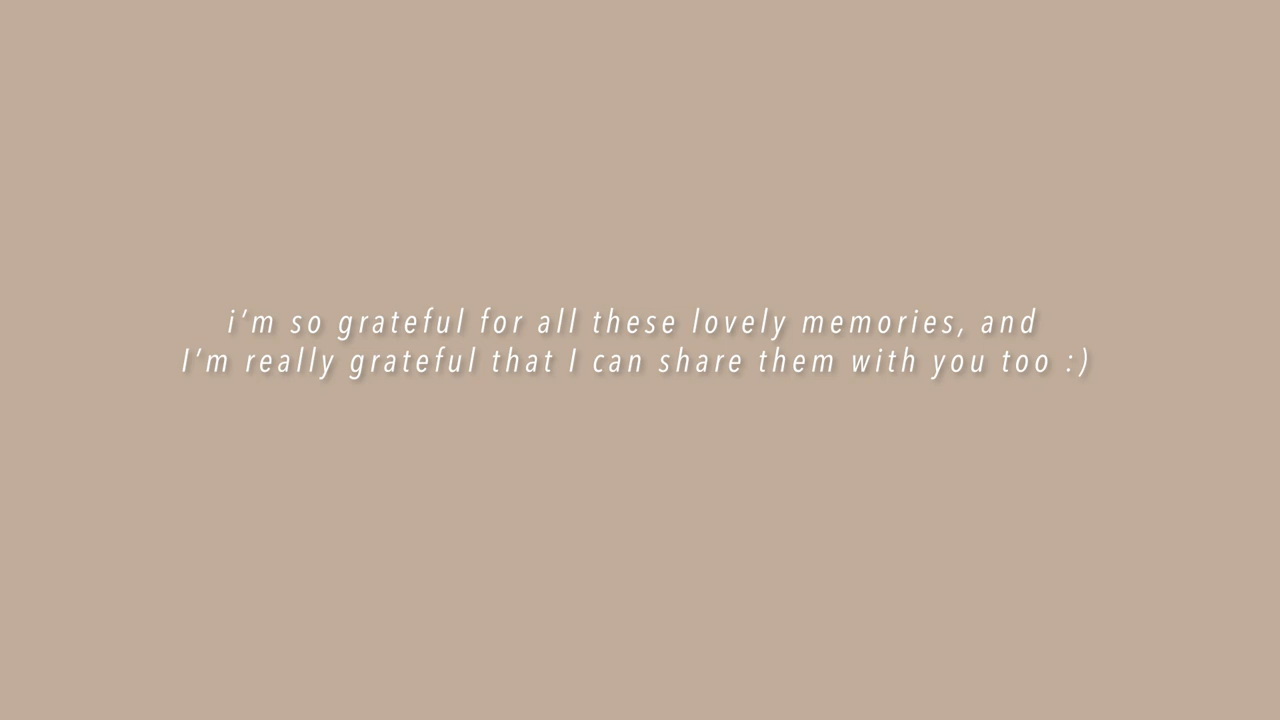 i’m so grateful for all these lovely memories, and
I’m really grateful that I can share them with you too :)